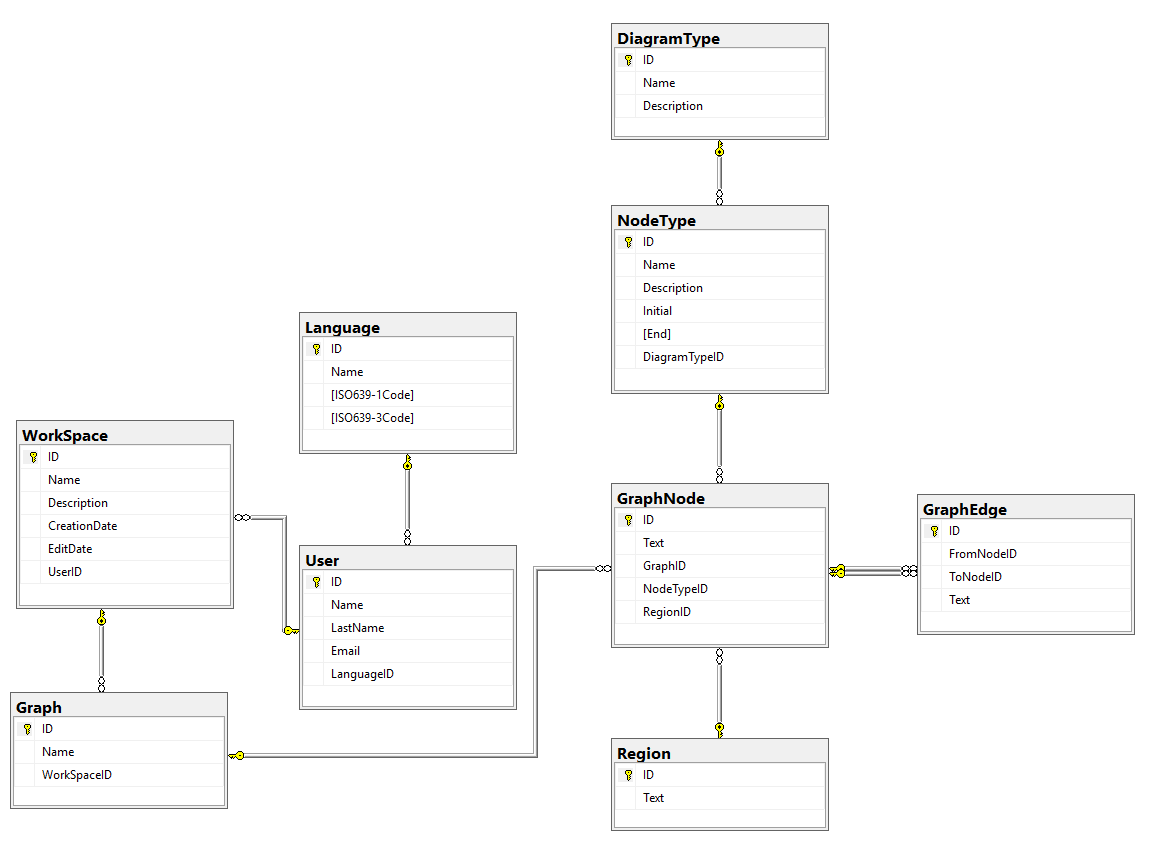 DiagramType
ID
Name
Description
NodeType
ID
Name
Description
Initial
[End]
DiagramTypeID
Language
ID
Name
[ISO639-1Code]
[ISO639-3Code]
WorkSpace
ID
Name
Description
CreationDate
EditDate
UserID
User
ID
Name
LastName
Email
LanguageID
GraphNode
ID
Text
GraphID
NodeTypeID
RegionID
GraphEdge
ID
FromNodeID
ToNodeID
Text
Graph
ID
Name
WorkSpaceID
Region
ID
Text